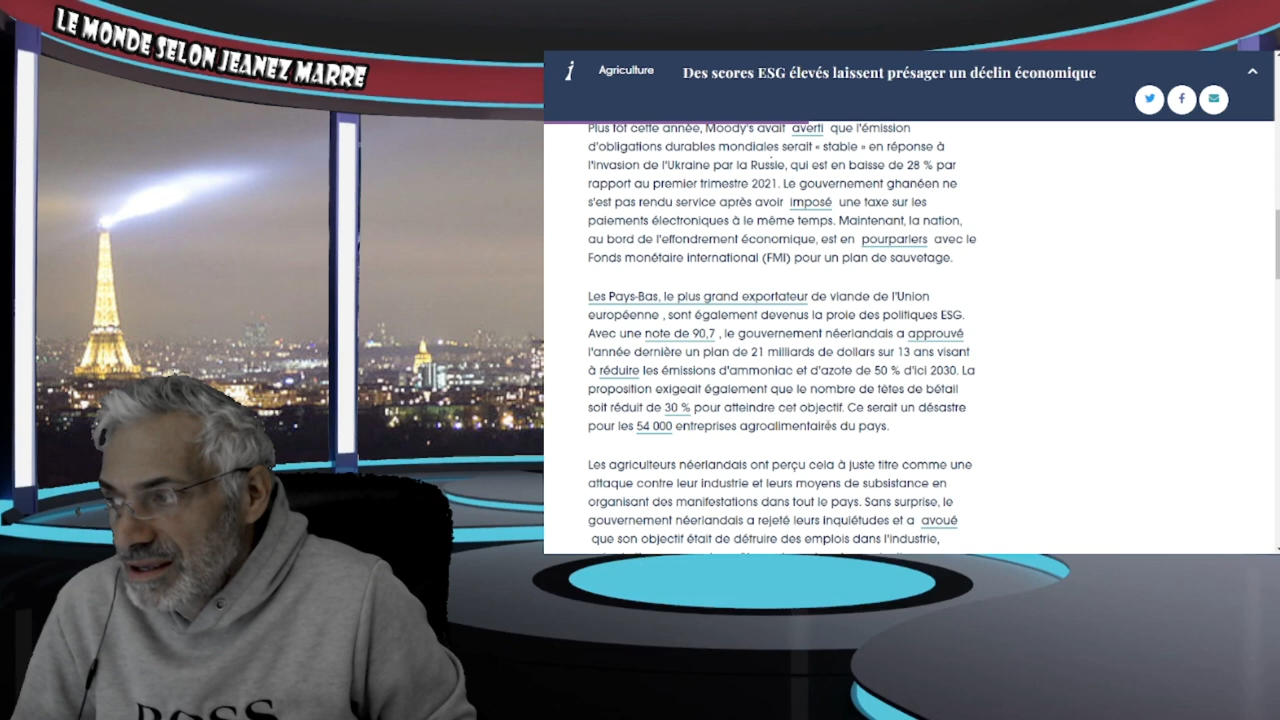 LE MONDE SELON JEANEZ MARRE
i Agriculture Des scores ESG élevés laissent présager un déclin économique
Plus tôt cette année, Moody's avait averti que l'émission
d'obligations durables mondiales serait « stable » en réponse à
l'invasion de l'Ukraine par la Russie, qui est en baisse de 28 % par
rapport au premier trimestre 2021. Le gouvernement ghanéen ne
s'est pas rendu service après avoir imposé une taxe sur les
paiements électroniques à le même temps. Maintenant, la nation,
au bord de l'effondrement économique, est en pourparlers avec le
Fonds monétaire international (FMI) pour un plan de sauvetage.
Les Pays-Bas, le plus grand exportateur de viande de l'Union
européenne , sont également devenus la proie des politiques ESG.
Avec une note de 90,7 , le gouvernement néerlandais a approuvé
l'année dernière un plan de 21 milliards de dollars sur 13 ans visant
à réduire les émissions d'ammoniac et d'azote de 50 % d'ici 2030. La
proposition exigeait également que le nombre de têtes de bétail
soit réduit de 30 % pour atteindre cet objectif. Ce serait un désastre
pour les 54 000 entreprises agroalimentaires du pays.
Les agriculteurs néerlandais ont perçu cela à juste titre comme une
attaque contre leur industrie et leurs moyens de subsistance en
organisant des manifestations dans tout le pays. Sans surprise, le
gouvernement néerlandais a rejeté leurs inquiétudes et a avoué
que son objectif était de détruire des emplois dans l'industrie,
BOSS